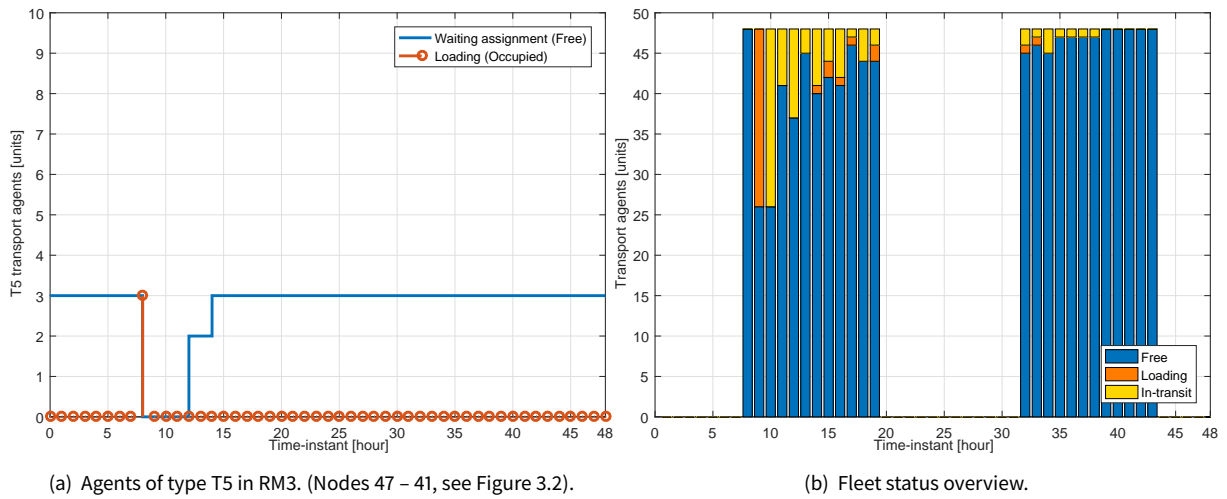 10
9
8
7
6
5
4
3
2
1
0
T5 transport agents [units]
Waiting assignment (Free)
Loading (Occupied)
0 5 10 15 20 25 30 35 40 45 48
Time-instant [hour]
(a) Agents of type T5 in RM3. (Nodes 47 – 41, see Figure 3.2).
50
45
40
35
30
25
20
15
10
5
0
Transport agents [units]
Free
Loading
In-transit
0 5 10 15 20 25 30 35 40 45 48
Time-instant [hour]
(b) Fleet status overview.